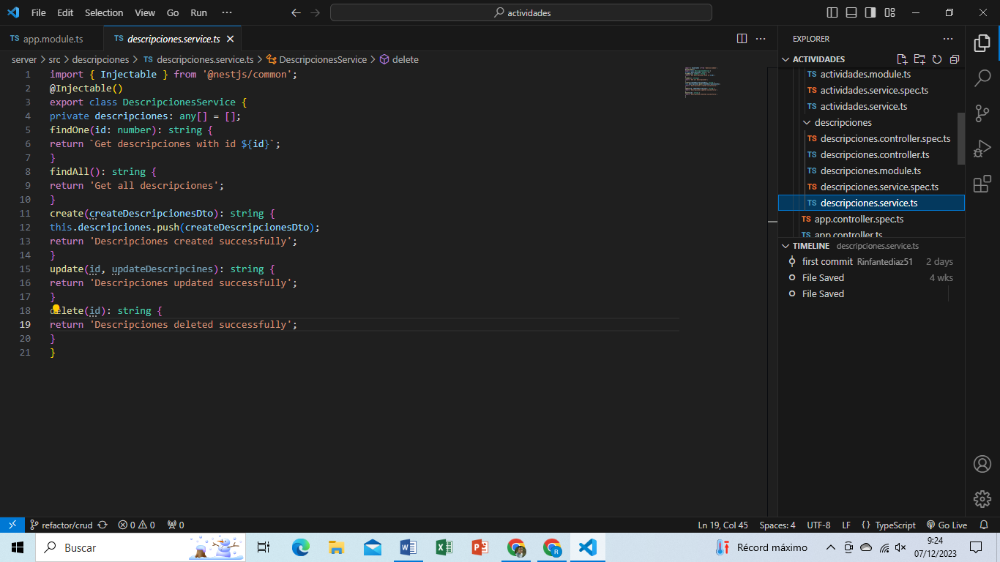 File Edit Selection View Go Run ··· actividades
TS app.module.ts TS descripciones.service.ts
server > src > descripciones > TS descripciones.service.ts > DescripcionesService > delete
1 import { Injectable } from '@nestjs/common';
2 @Injectable()
3 export class DescripcionesService {
4 private descripciones: any[] = [];
5 findOne(id: number): string {
6 return `Get descripciones with id ${id}`;
7 }
8 findAll(): string {
9 return 'Get all descripciones';
10 }
11 create(createDescripcionesDto): string {
12 this.descripciones.push(createDescripcionesDto);
13 return 'Descripciones created successfully';
14 }
15 update(id, updateDescripcines): string {
16 return 'Descripciones updated successfully';
17 }
18 delete(id): string {
19 return 'Descripciones deleted successfully';
20 }
21 }
EXPLORER ···
ACTIVIDADES
TS actividades.module.ts
TS actividades.service.spec.ts
TS actividades.service.ts
descripciones
TS descripciones.controller.spec.ts
TS descripciones.controller.ts
TS descripciones.module.ts
TS descripciones.service.spec.ts
TS descripciones.service.ts
TS app.controller.spec.ts
TS app.controller.ts
TIMELINE descripciones.service.ts
first commit Rinfantediaz51 2 days
File Saved 4 wks
File Saved
refactor/crud 0 0 0 Ln 19, Col 45 Spaces: 4 UTF-8 LF {} TypeScript Go Live
Buscar Récord máximo 9:24
07/12/2023